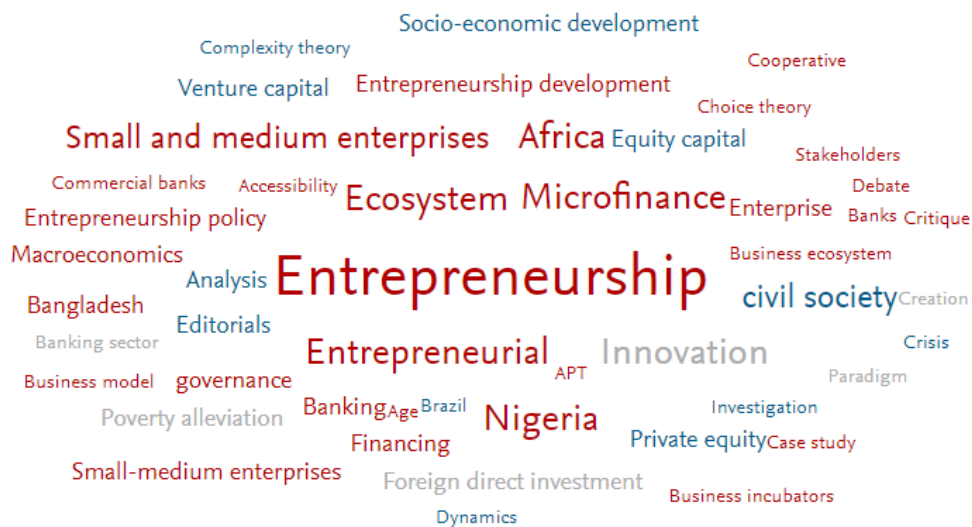 Socio-economic development
Complexity theory
Cooperative
Venture capital
Entrepreneurship development
Choice theory
Small and medium enterprises
Africa
Equity capital
Stakeholders
Commercial banks
Accessibility
Ecosystem
Microfinance
Debate
Enterprise
Banks
Critique
Entrepreneurship policy
Macroeconomics
Business ecosystem
Analysis
Entrepreneurship
civil society
Creation
Bangladesh
Editorials
Banking sector
Crisis
Entrepreneurial
Innovation
APT
Paradigm
Business model
governance
Poverty alleviation
Banking
Age
Brazil
Nigeria
Investigation
Financing
Private equity
Case study
Small-medium enterprises
Foreign direct investment
Business incubators
Dynamics